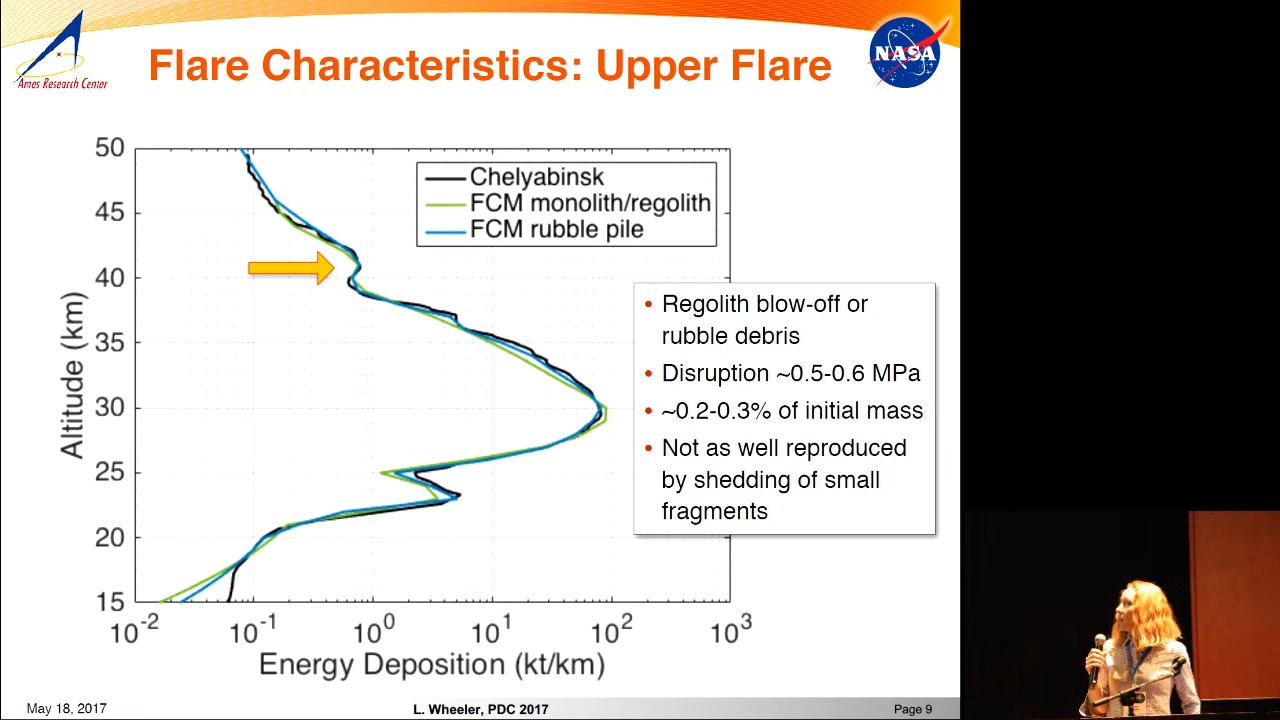 Ames Research Center
Flare Characteristics: Upper Flare
NASA
50
45
40
35
30
25
20
15
Altitude (km)
Chelyabinsk
FCM monolith/regolith
FCM rubble pile
• Regolith blow-off or
rubble debris
• Disruption ~0.5-0.6 MPa
• ~0.2-0.3% of initial mass
• Not as well reproduced
by shedding of small
fragments
10⁻² 10⁻¹ 10⁰ 10¹ 10² 10³
Energy Deposition (kt/km)
May 18, 2017 L. Wheeler, PDC 2017 Page 9